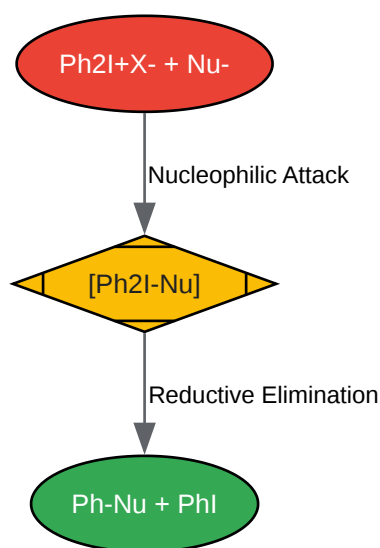 Ph2I+X- + Nu-
Nucleophilic Attack
[Ph2I-Nu]
Reductive Elimination
Ph-Nu + PhI